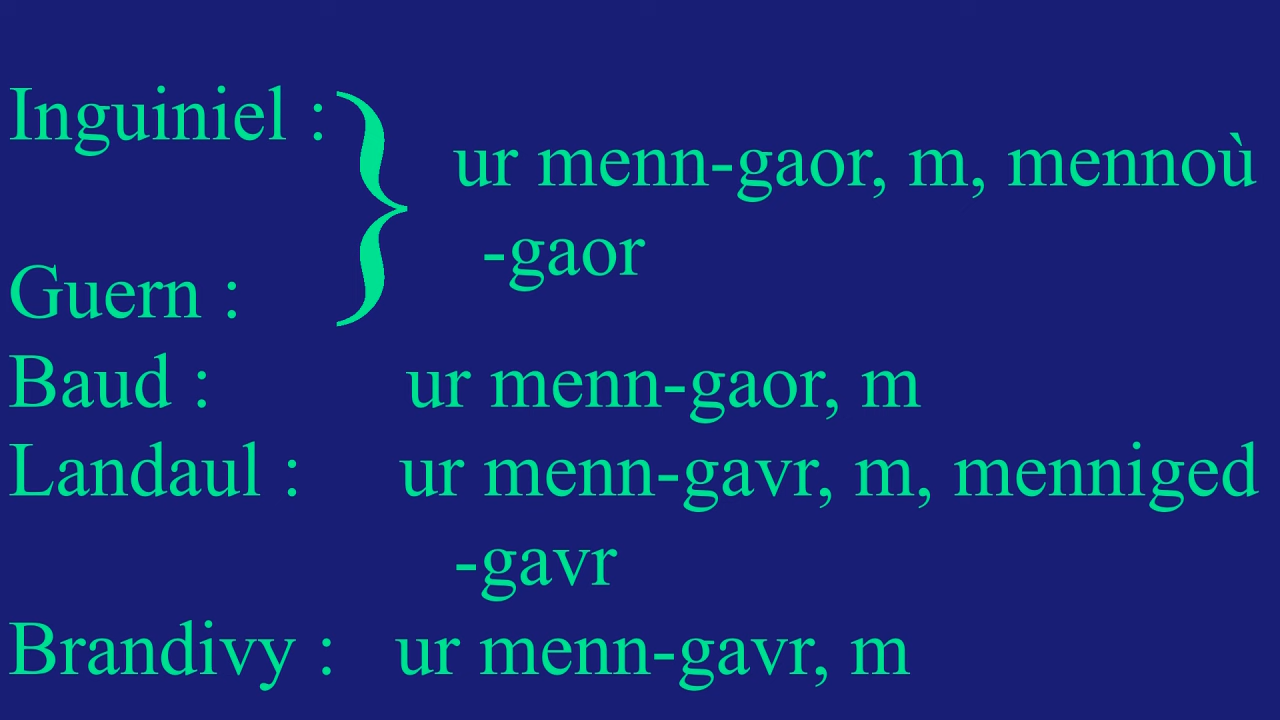 Inguiniel :
ur menn-gaor, m, mennoù
-gaor
Guern :
Baud : ur menn-gaor, m
Landaul : ur menn-gavr, m, menniged
-gavr
Brandivy : ur menn-gavr, m